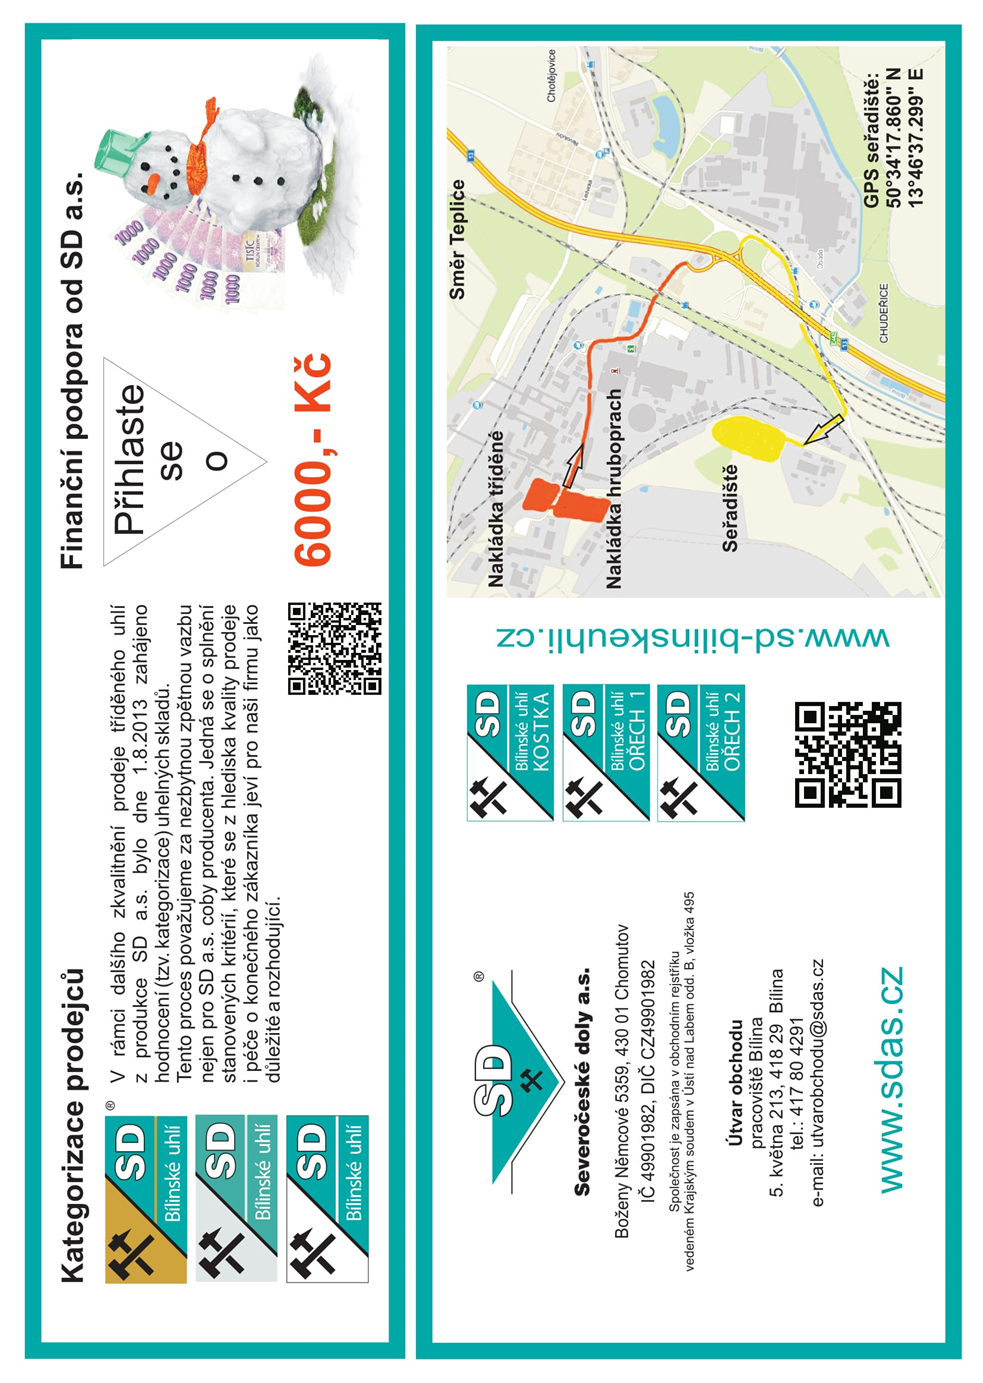 Kategorizace prodejců
®
SD
Bílinské uhlí
SD
Bílinské uhlí
SD
Bílinské uhlí
V rámci dalšího zkvalitnění prodeje tříděného uhlí
z produkce SD a.s. bylo dne 1.8.2013 zahájeno
hodnocení (tzv. kategorizace) uhelných skladů.
Tento proces považujeme za nezbytnou zpětnou vazbu
nejen pro SD a.s. coby producenta. Jedná se o splnění
stanovených kritérií, které se z hlediska kvality prodeje
i péče o konečného zákazníka jeví pro naši firmu jako
důležité a rozhodující.
Finanční podpora od SD a.s.
Přihlaste
se
o
6000,- Kč
1000
1000
1000
1000
1000
1000
TISÍC
SD
®
Severočeské doly a.s.
Boženy Němcové 5359, 430 01 Chomutov
IČ 49901982, DIČ CZ49901982
Společnost je zapsána v obchodním rejstříku
vedeném Krajským soudem v Ústí nad Labem odd. B, vložka 495
Útvar obchodu
pracoviště Bílina
5. května 213, 418 29 Bílina
tel.: 417 80 4291
e-mail: utvarobchodu@sdas.cz
www.sdas.cz
SD
Bílinské uhlí
KOSTKA
SD
Bílinské uhlí
OŘECH 1
SD
Bílinské uhlí
OŘECH 2
www.sd-bilinskeuhli.cz
Směr Teplice
Chotějovice
13
Nakládka tříděné
Nakládka hruboprach
Seřadiště
CHUDEŘICE
13
GPS seřadiště:
50°34'17.860" N
13°46'37.299" E